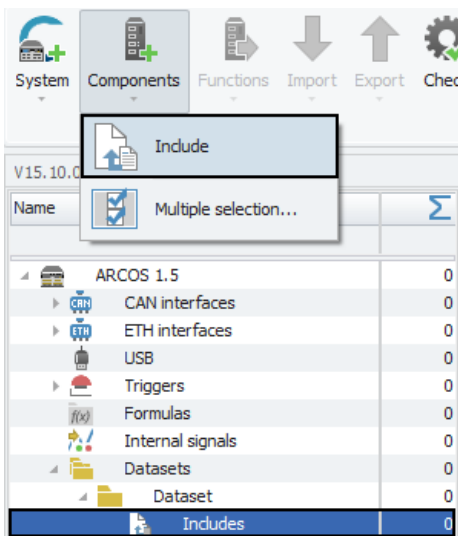 System Components Functions Import Export Chec
Include
V15.10.0
Multiple selection...
Name Σ
ARCOS 1.5 0
CAN CAN interfaces 0
ETH ETH interfaces 0
USB 0
Triggers 0
f(x) Formulas 0
Internal signals 0
Datasets 0
Dataset 0
Includes 0